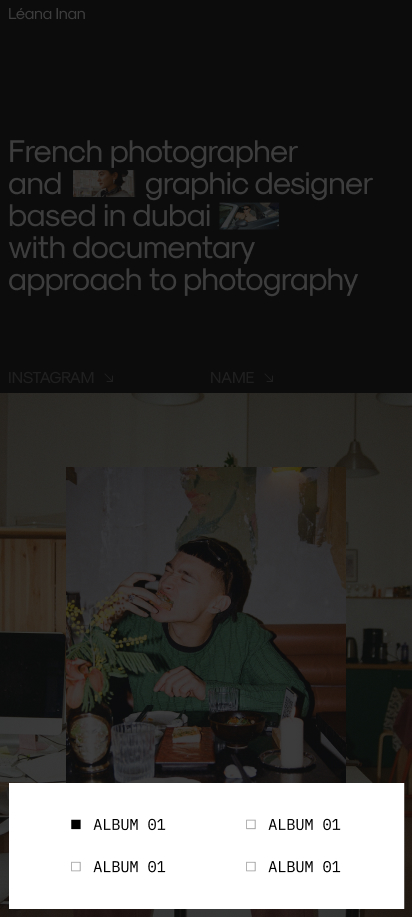 Léana Inan
French photographer
and graphic designer
based in dubai
with documentary
approach to photography
INSTAGRAM ↘ NAME ↘
ALBUM 01 ALBUM 01
ALBUM 01 ALBUM 01